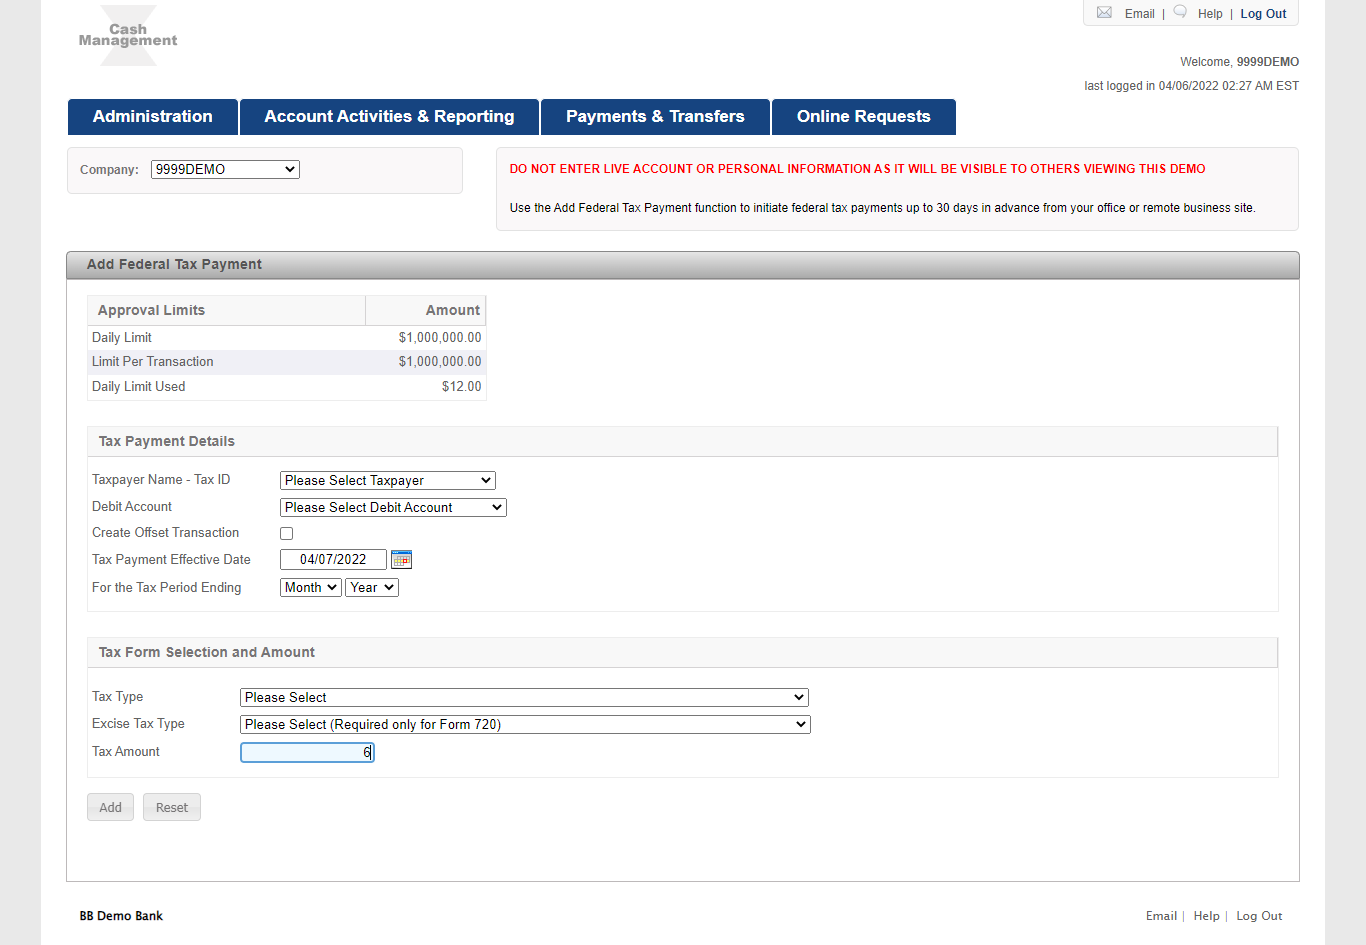 Cash
Management
Email | Help | Log Out
Welcome, 9999DEMO
last logged in 04/06/2022 02:27 AM EST
Administration
Account Activities & Reporting
Payments & Transfers
Online Requests
Company: 9999DEMO
DO NOT ENTER LIVE ACCOUNT OR PERSONAL INFORMATION AS IT WILL BE VISIBLE TO OTHERS VIEWING THIS DEMO
Use the Add Federal Tax Payment function to initiate federal tax payments up to 30 days in advance from your office or remote business site.
Add Federal Tax Payment
Approval Limits Amount
Daily Limit $1,000,000.00
Limit Per Transaction $1,000,000.00
Daily Limit Used $12.00
Tax Payment Details
Taxpayer Name - Tax ID Please Select Taxpayer
Debit Account Please Select Debit Account
Create Offset Transaction
Tax Payment Effective Date 04/07/2022
For the Tax Period Ending Month Year
Tax Form Selection and Amount
Tax Type Please Select
Excise Tax Type Please Select (Required only for Form 720)
Tax Amount 6
Add Reset
BB Demo Bank
Email | Help | Log Out